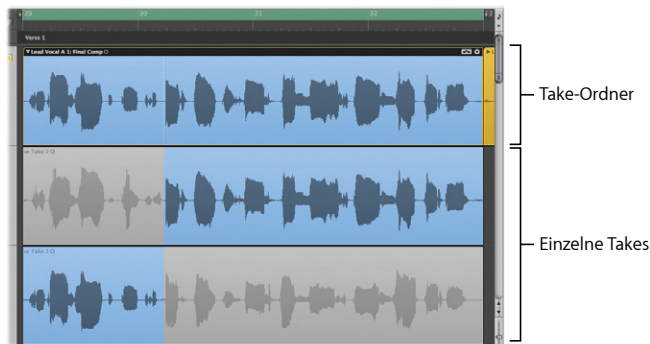 29 30 31 32
Verse 1
Lead Vocal A 1: Final Comp
Take-Ordner
Take 2
Einzelne Takes
Take 1